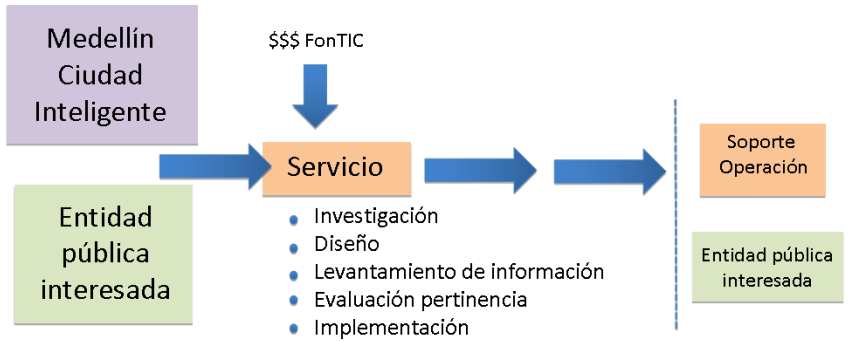 Medellín
Ciudad
Inteligente
$$$ FonTIC
Servicio
Entidad
pública
interesada
Investigación
Diseño
Levantamiento de información
Evaluación pertinencia
Implementación
Soporte
Operación
Entidad pública
interesada